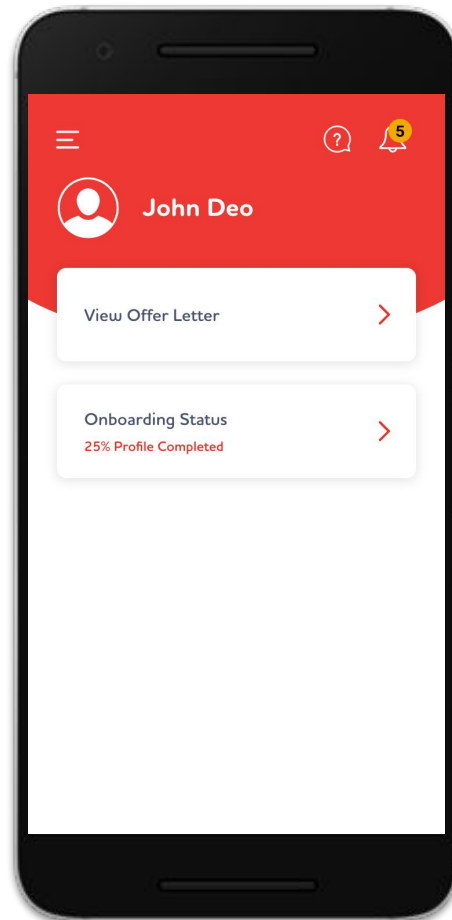 ?
5
John Deo
View Offer Letter
Onboarding Status
25% Profile Completed